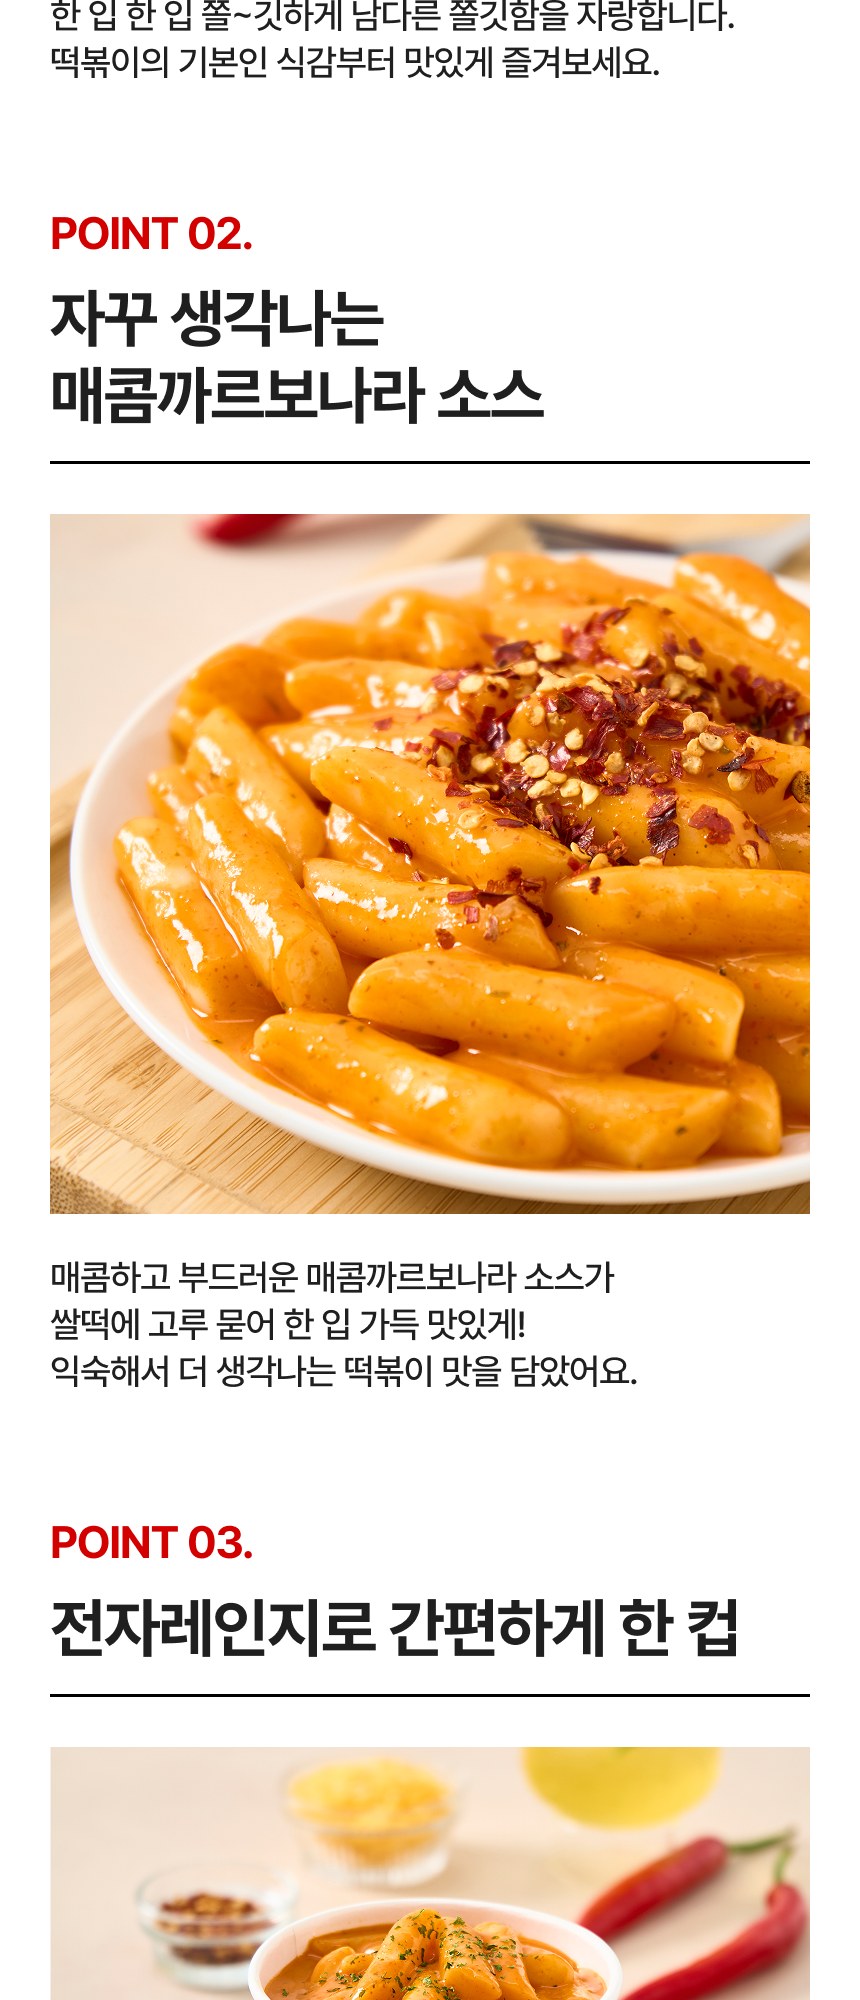 한 입 한 입 쫄~깃하게 남다른 쫄깃함을 자랑합니다.
떡볶이의 기본인 식감부터 맛있게 즐겨보세요.
POINT 02.
자꾸 생각나는
매콤까르보나라 소스
매콤하고 부드러운 매콤까르보나라 소스가
쌀떡에 고루 묻어 한 입 가득 맛있게!
익숙해서 더 생각나는 떡볶이 맛을 담았어요.
POINT 03.
전자레인지로 간편하게 한 컵